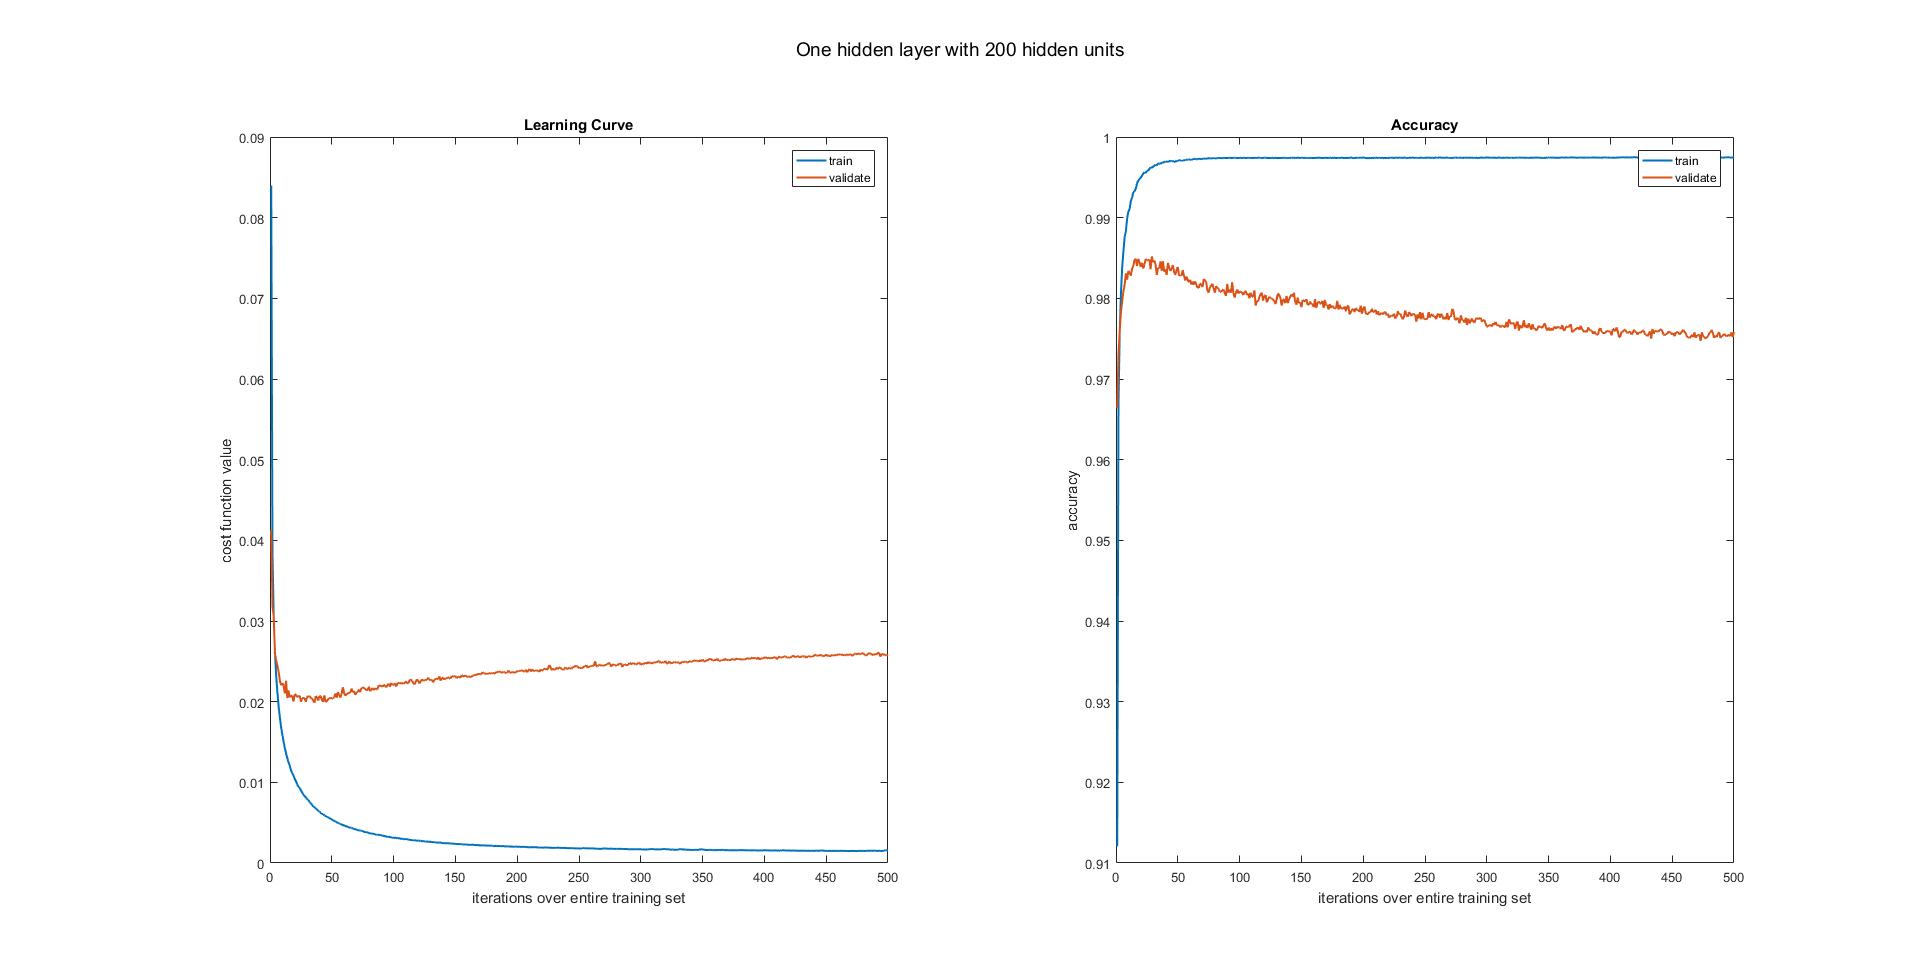 One hidden layer with 200 hidden units
Learning Curve
0.09
0.08
0.07
0.06
0.05
0.04
0.03
0.02
0.01
0
cost function value
train
validate
0 50 100 150 200 250 300 350 400 450 500
iterations over entire training set
Accuracy
1
0.99
0.98
0.97
0.96
0.95
0.94
0.93
0.92
0.91
accuracy
train
validate
0 50 100 150 200 250 300 350 400 450 500
iterations over entire training set